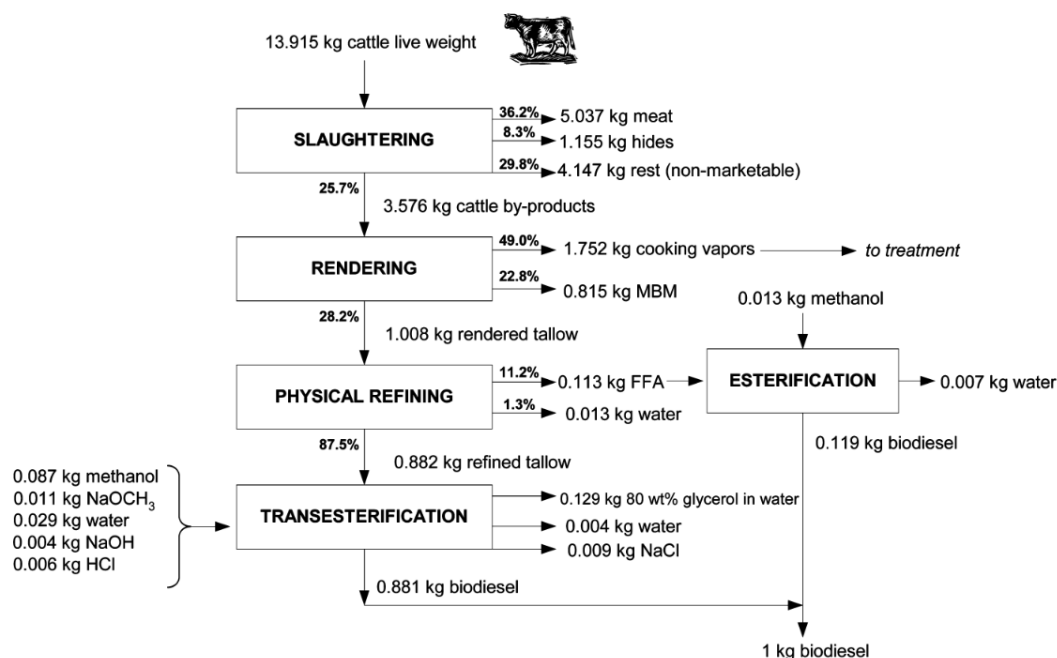 13.915 kg cattle live weight
SLAUGHTERING
36.2%
5.037 kg meat
8.3%
1.155 kg hides
29.8%
4.147 kg rest (non-marketable)
25.7%
3.576 kg cattle by-products
RENDERING
49.0%
1.752 kg cooking vapors
to treatment
22.8%
0.815 kg MBM
28.2%
1.008 kg rendered tallow
0.013 kg methanol
PHYSICAL REFINING
11.2%
0.113 kg FFA
1.3%
0.013 kg water
ESTERIFICATION
0.007 kg water
87.5%
0.882 kg refined tallow
0.119 kg biodiesel
0.087 kg methanol
0.011 kg NaOCH3
0.029 kg water
0.004 kg NaOH
0.006 kg HCl
TRANSESTERIFICATION
0.129 kg 80 wt% glycerol in water
0.004 kg water
0.009 kg NaCl
0.881 kg biodiesel
1 kg biodiesel